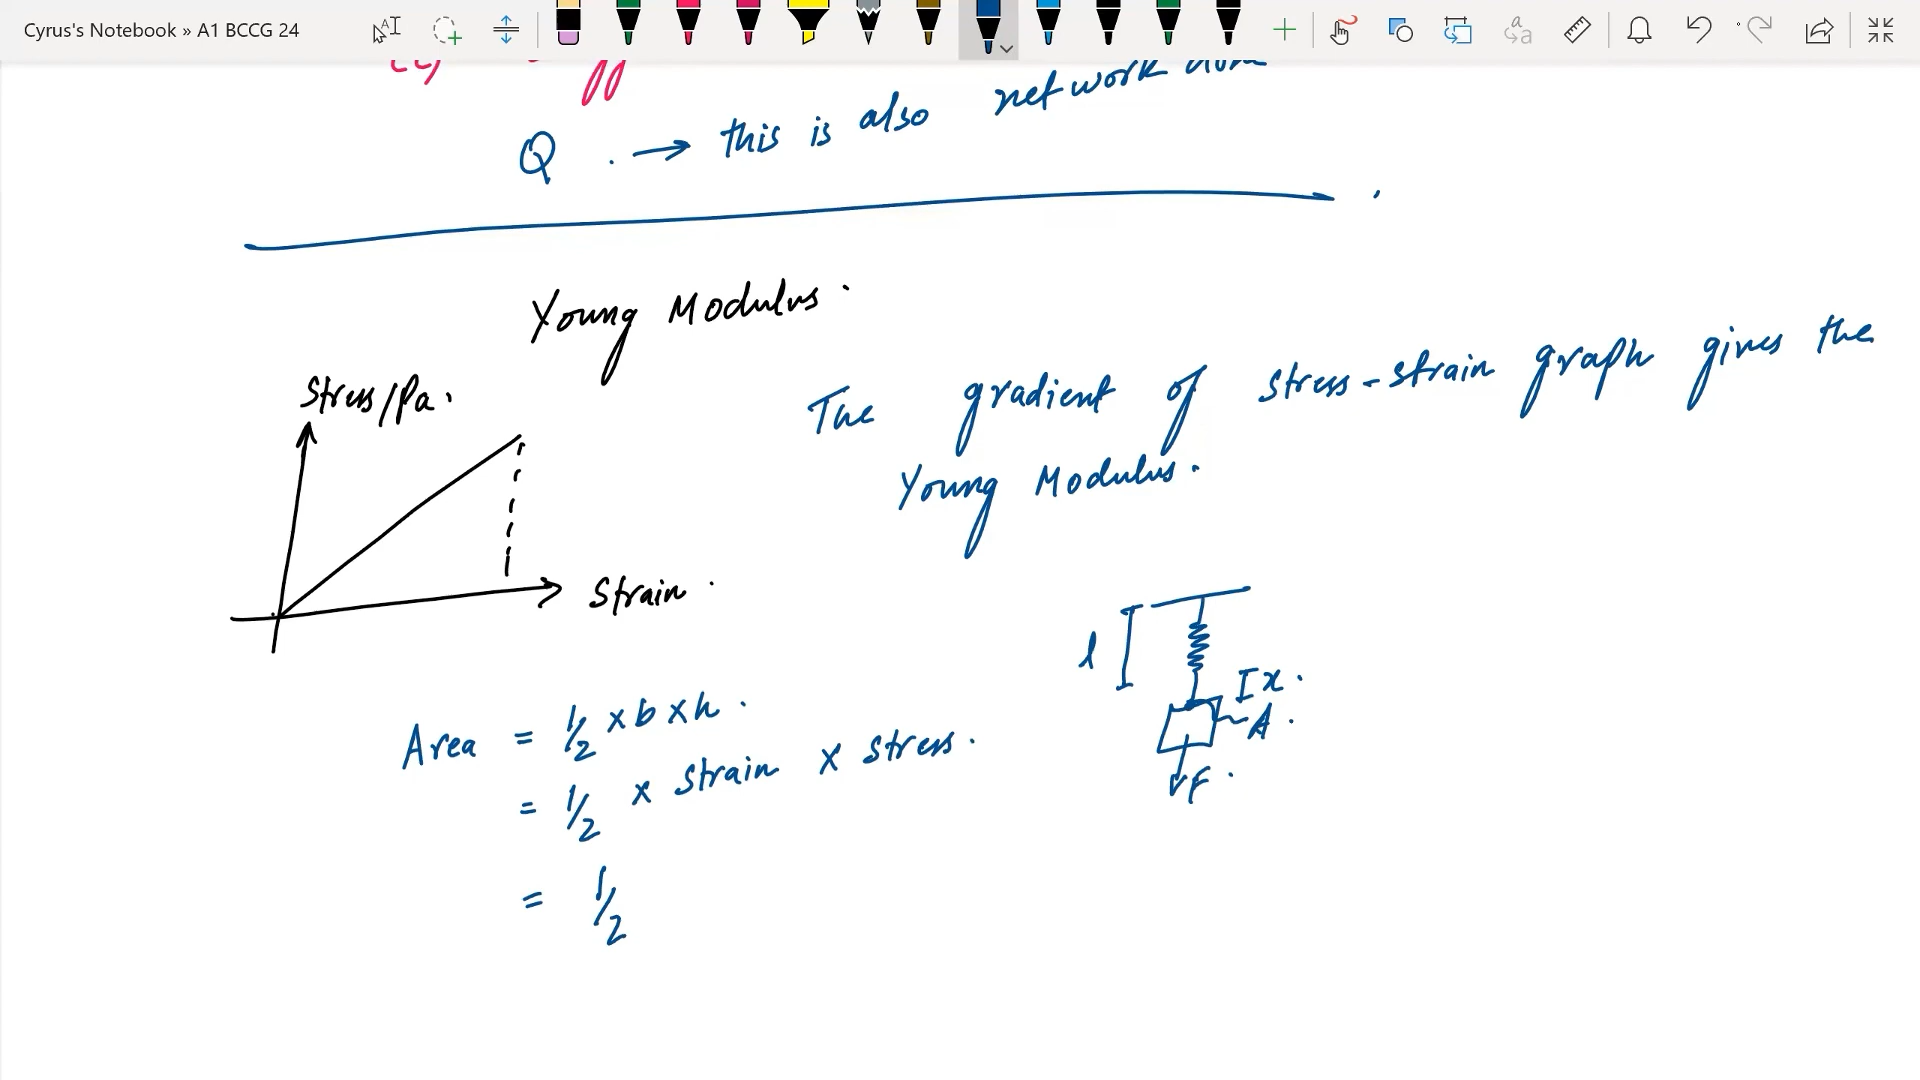 Cyrus's Notebook » A1 BCCG 24
network
Q . → this is also
Young Modulus.
Stress/Pa.
The gradient of stress-strain graph gives the
Young Modulus.
Strain.
l
x.
A.
F.
Area = 1/2 × b × h.
= 1/2 × strain × stress.
= 1/2